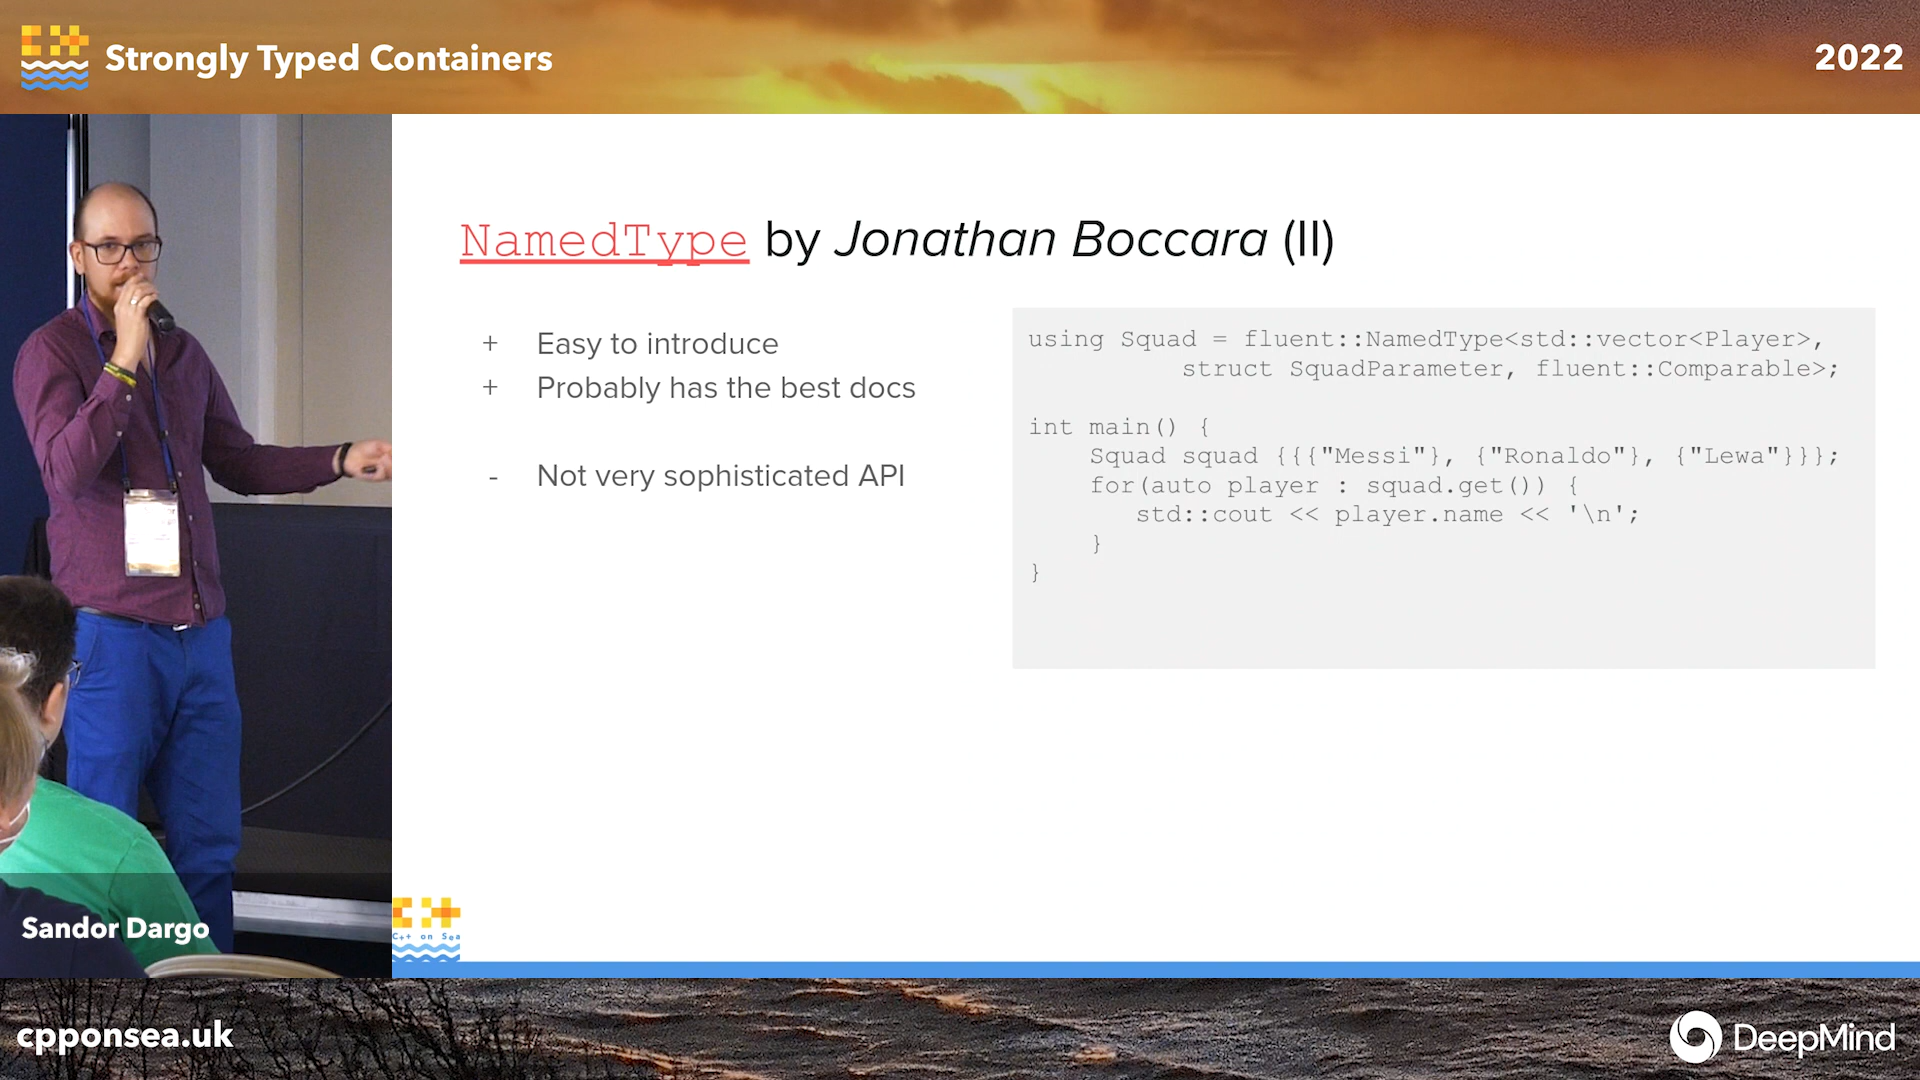 Strongly Typed Containers
2022
NamedType by Jonathan Boccara (II)
+ Easy to introduce
+ Probably has the best docs
- Not very sophisticated API
using Squad = fluent::NamedType<std::vector<Player>,
struct SquadParameter, fluent::Comparable>;
int main() {
Squad squad {{{"Messi"}, {"Ronaldo"}, {"Lewa"}}};
for(auto player : squad.get()) {
std::cout << player.name << '\n';
}
}
Sandor Dargo
C++ on Sea
cpponsea.uk
DeepMind